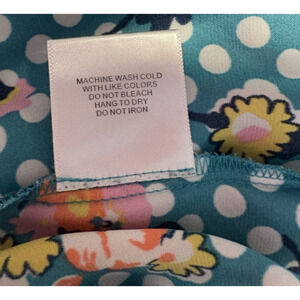 MACHINE WASH COLD
WITH LIKE COLORS
DO NOT BLEACH
HANG TO DRY
DO NOT IRON